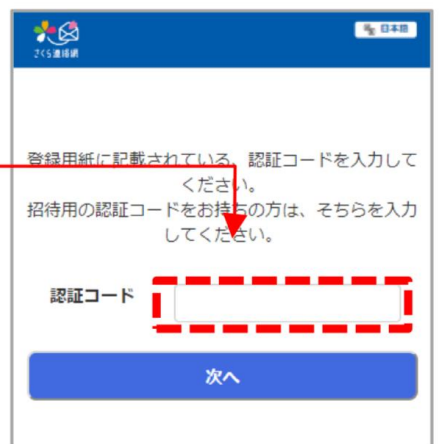 さくら連絡網
日本語
登録用紙に記載されている、認証コードを入力して
ください。
招待用の認証コードをお持ちの方は、そちらを入力
してください。
認証コード
次へ